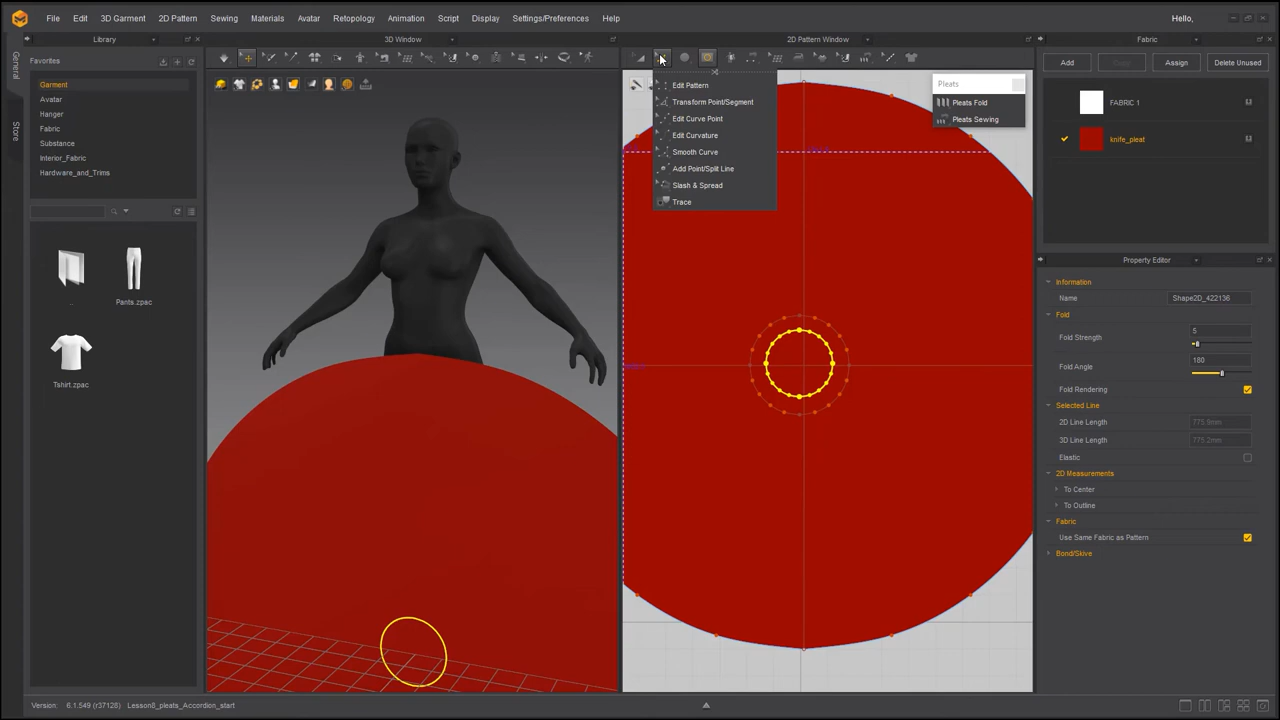 File Edit 3D Garment 2D Pattern Sewing Materials Avatar Retopology Animation Script Display Settings/Preferences Help Hello,
Library 3D Window 2D Pattern Window Fabric
General
Store
Favorites
Garment
Avatar
Hanger
Fabric
Substance
Interior_Fabric
Hardware_and_Trims
..
Pants.zpac
Tshirt.zpac
Edit Pattern
Transform Point/Segment
Edit Curve Point
Edit Curvature
Smooth Curve
Add Point/Split Line
Slash & Spread
Trace
Pleats
Pleats Fold
Pleats Sewing
Add Assign Delete Unused
FABRIC 1
knife_pleat
Property Editor
Information
Name Shape2D_422136
Fold
Fold Strength 5
Fold Angle 180
Fold Rendering
Selected Line
2D Line Length 775.9mm
3D Line Length 775.2mm
Elastic
2D Measurements
To Center
To Outline
Fabric
Use Same Fabric as Pattern
Bond/Skive
Version: 6.1.549 (r37128) Lesson8_pleats_Accordion_start